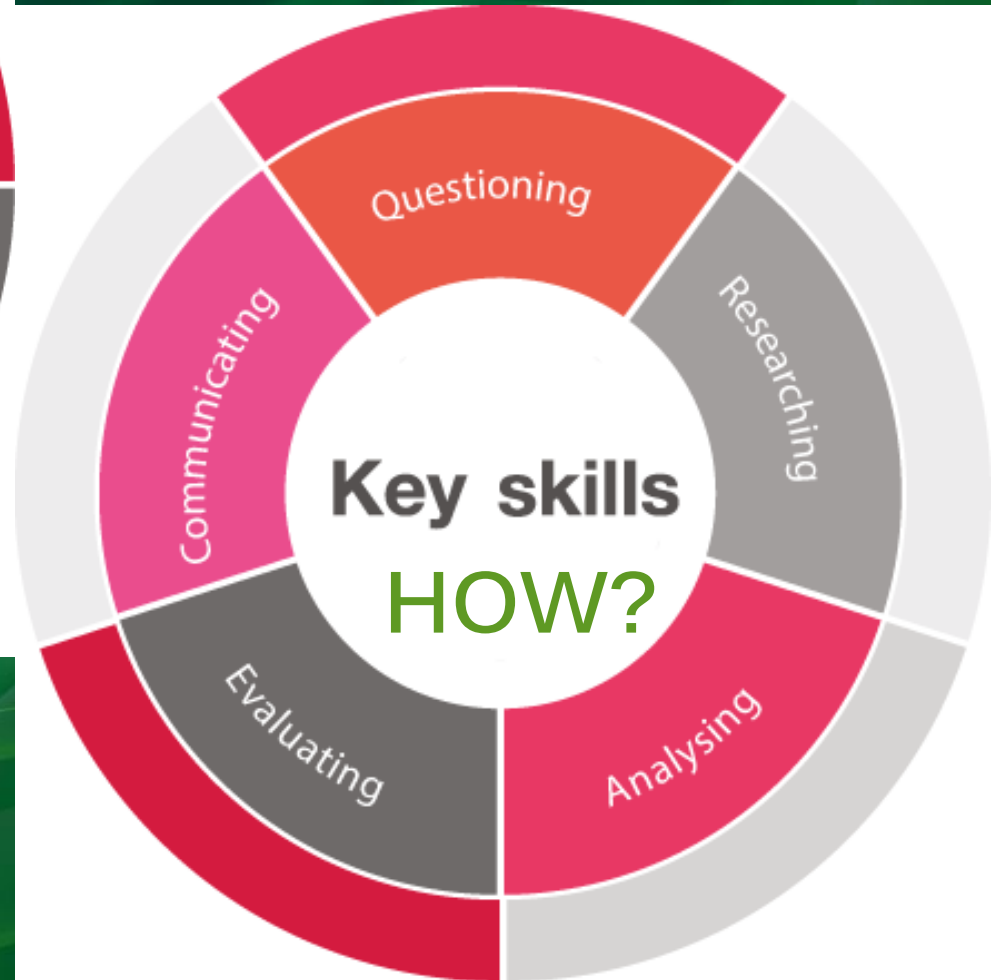 Questioning
Researching
Communicating
Key skills
HOW?
Evaluating
Analysing